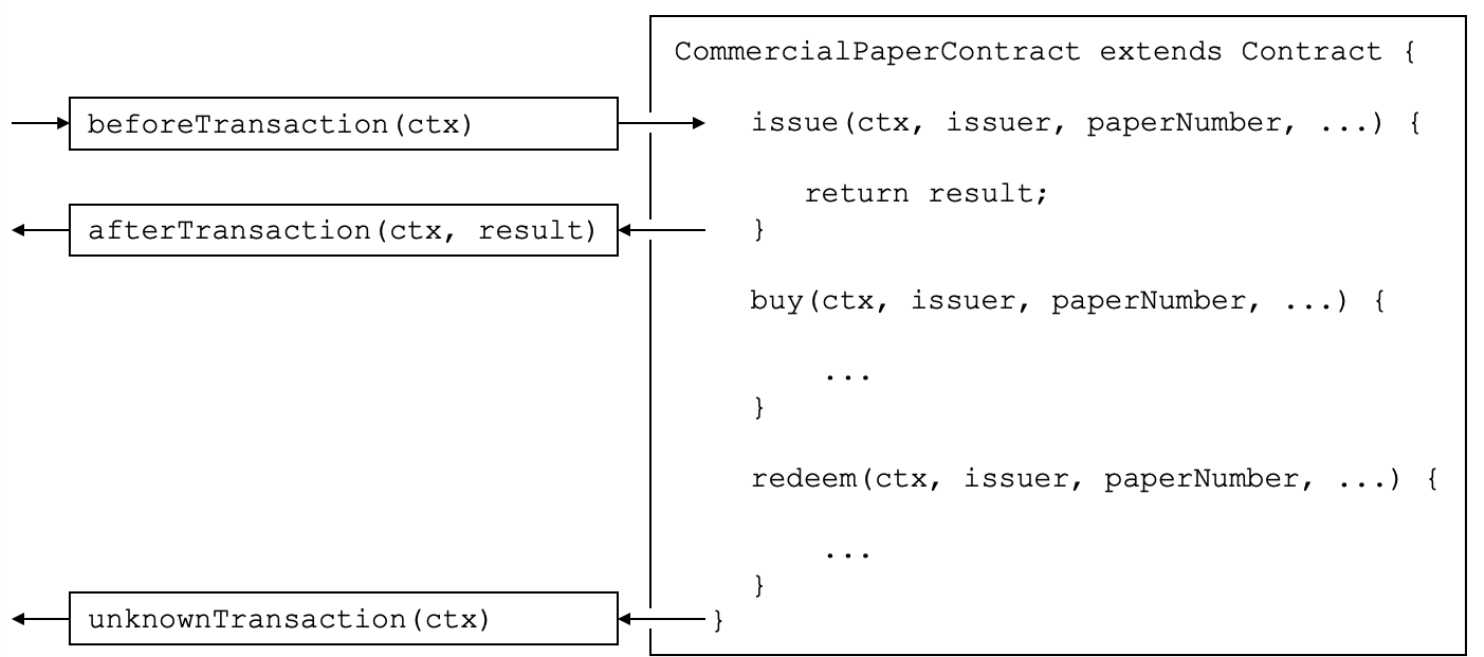 CommercialPaperContract extends Contract {
beforeTransaction(ctx)
issue(ctx, issuer, paperNumber, ...) {
return result;
afterTransaction(ctx, result)
}
buy(ctx, issuer, paperNumber, ...) {
...
}
redeem(ctx, issuer, paperNumber, ...) {
...
}
unknownTransaction(ctx)
}